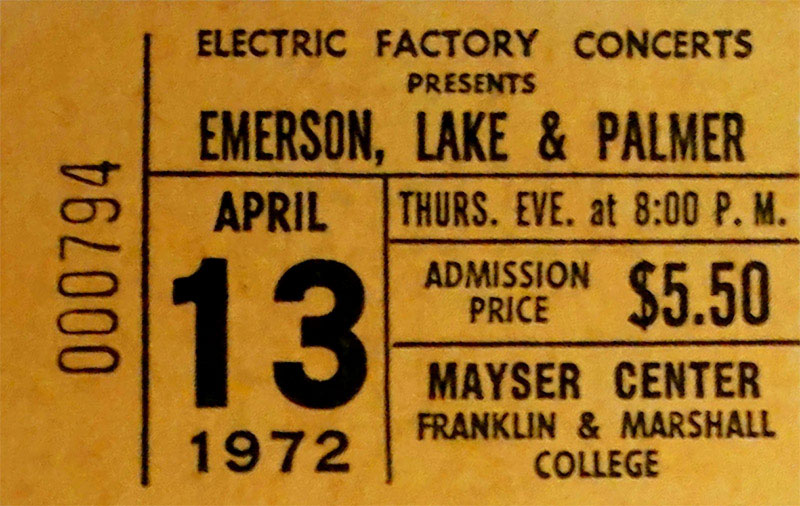 ELECTRIC FACTORY CONCERTS
PRESENTS
EMERSON, LAKE & PALMER
000794
APRIL
13
1972
THURS. EVE. at 8:00 P. M.
ADMISSION
PRICE
$5.50
MAYSER CENTER
FRANKLIN & MARSHALL
COLLEGE